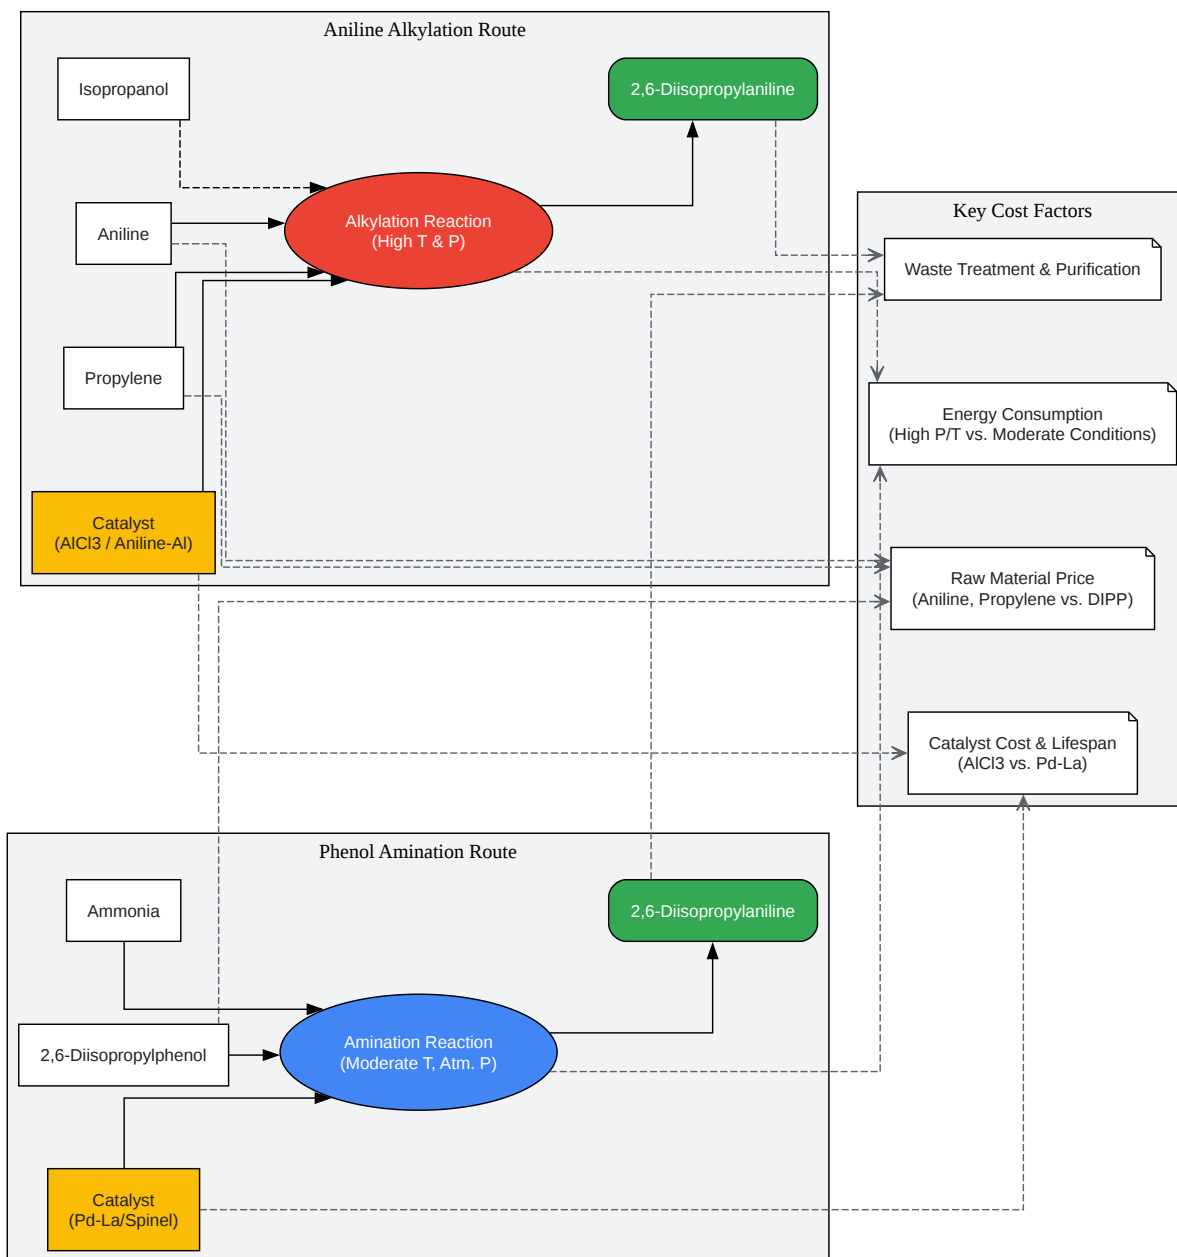 Aniline Alkylation Route
Isopropanol
2,6-Diisopropylaniline
Alkylation Reaction
(High T & P)
Aniline
Propylene
Catalyst
(AlCl3 / Aniline-Al)
Key Cost Factors
Waste Treatment & Purification
Energy Consumption
(High P/T vs. Moderate Conditions)
Raw Material Price
(Aniline, Propylene vs. DIPP)
Catalyst Cost & Lifespan
(AlCl3 vs. Pd-La)
Phenol Amination Route
Ammonia
2,6-Diisopropylaniline
2,6-Diisopropylphenol
Amination Reaction
(Moderate T, Atm. P)
Catalyst
(Pd-La/Spinel)